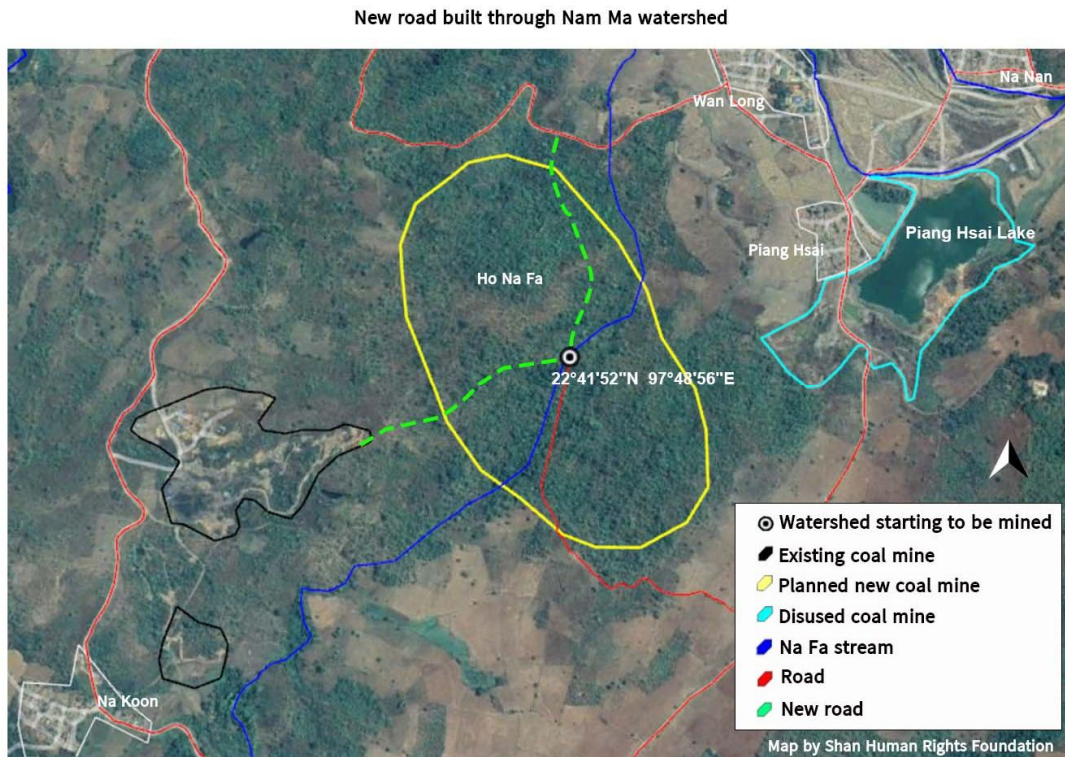 New road built through Nam Ma watershed
Na Nan
Wan Long
Piang Hsai Lake
Piang Hsai
Ho Na Fa
22°41'52"N 97°48'56"E
Na Koon
Watershed starting to be mined
Existing coal mine
Planned new coal mine
Disused coal mine
Na Fa stream
Road
New road
Map by Shan Human Rights Foundation